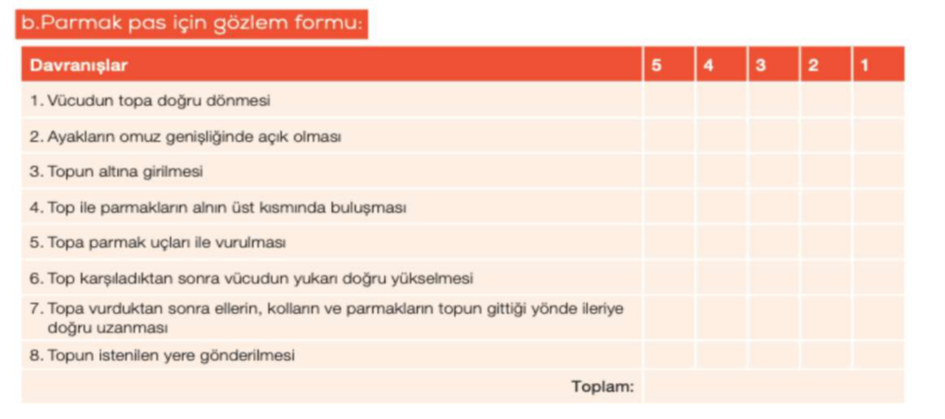 b.Parmak pas için gözlem formu:
Davranışlar 5 4 3 2 1
1. Vücudun topa doğru dönmesi
2. Ayakların omuz genişliğinde açık olması
3. Topun altına girilmesi
4. Top ile parmakların alnın üst kısmında buluşması
5. Topa parmak uçları ile vurulması
6. Top karşıladıktan sonra vücudun yukarı doğru yükselmesi
7. Topa vurduktan sonra ellerin, kolların ve parmakların topun gittiği yönde ileriye
doğru uzanması
8. Topun istenilen yere gönderilmesi
Toplam: